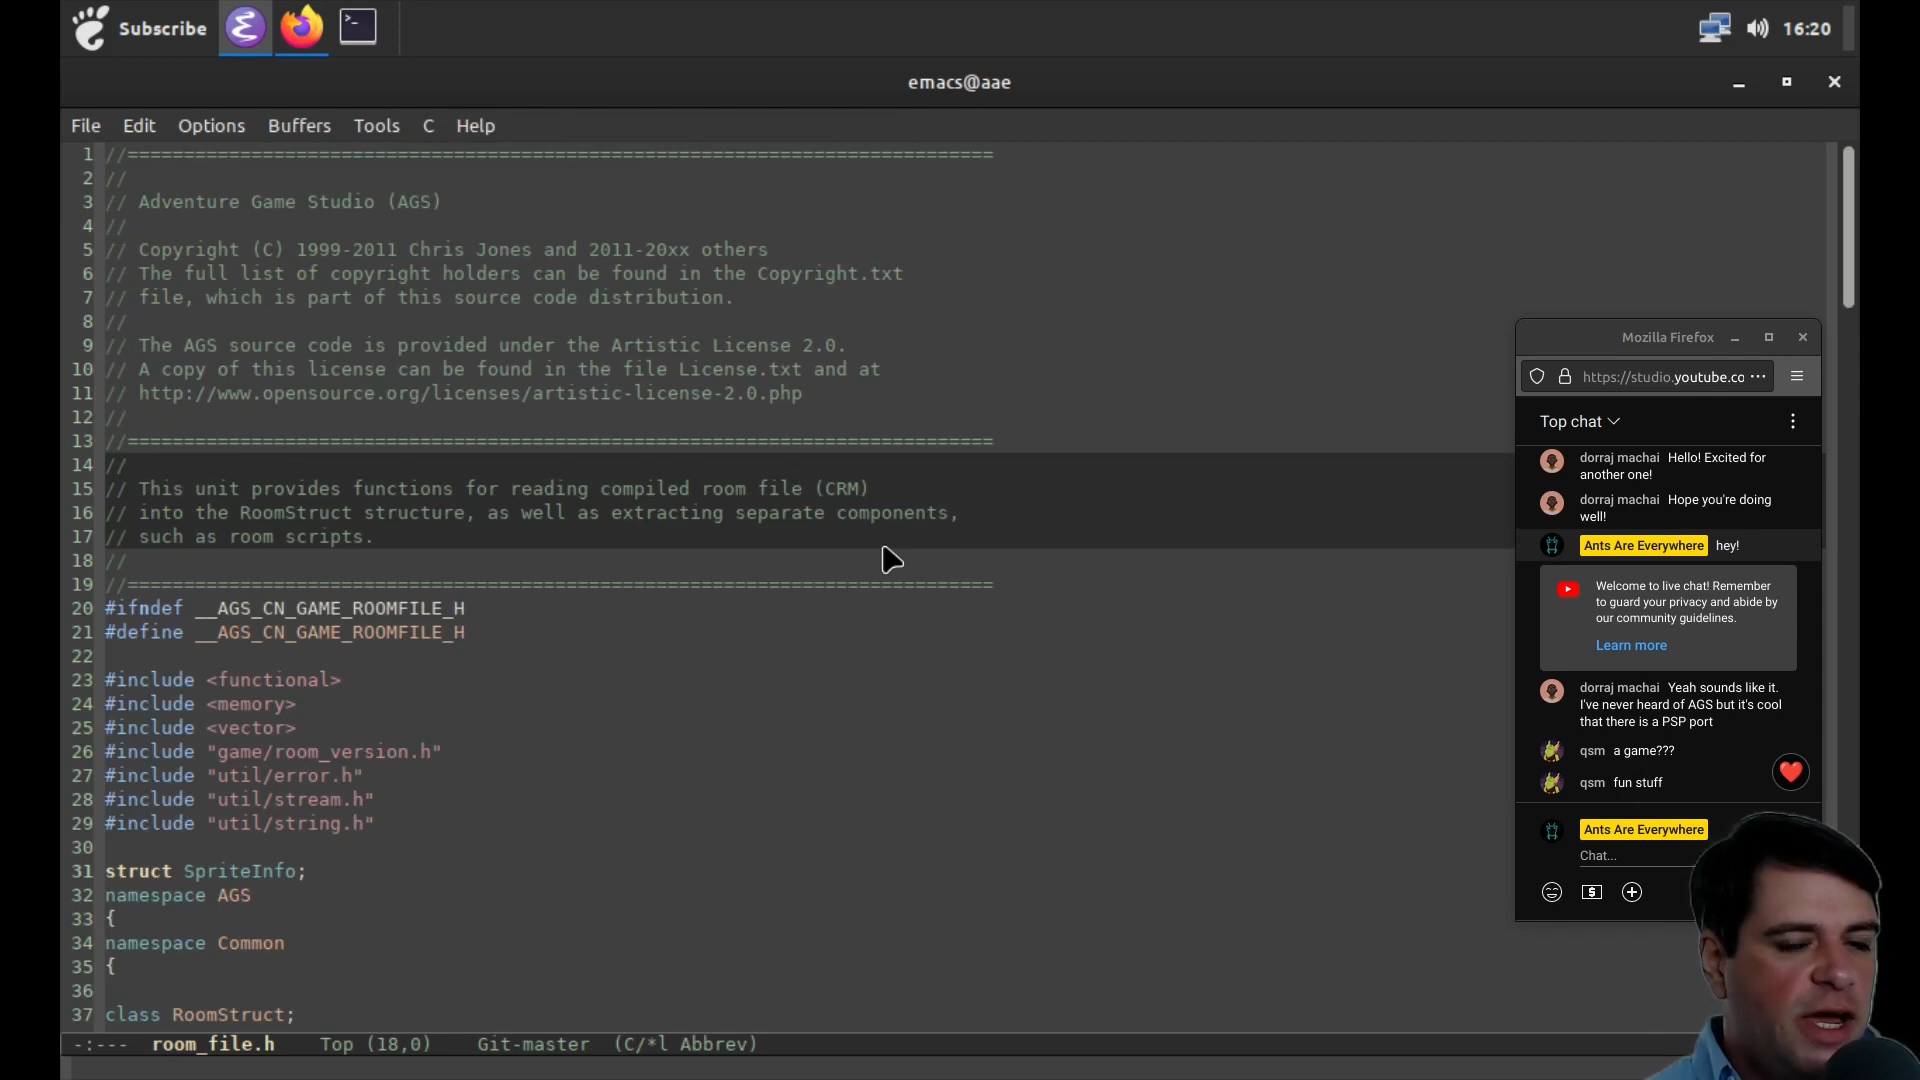 Subscribe
16:20
emacs@aae
File Edit Options Buffers Tools C Help
1 //=============================================================================
2 //
3 // Adventure Game Studio (AGS)
4 //
5 // Copyright (C) 1999-2011 Chris Jones and 2011-20xx others
6 // The full list of copyright holders can be found in the Copyright.txt
7 // file, which is part of this source code distribution.
8 //
9 // The AGS source code is provided under the Artistic License 2.0.
10 // A copy of this license can be found in the file License.txt and at
11 // http://www.opensource.org/licenses/artistic-license-2.0.php
12 //
13 //=============================================================================
14 //
15 // This unit provides functions for reading compiled room file (CRM)
16 // into the RoomStruct structure, as well as extracting separate components,
17 // such as room scripts.
18 //
19 //=============================================================================
20 #ifndef __AGS_CN_GAME_ROOMFILE_H
21 #define __AGS_CN_GAME_ROOMFILE_H
22
23 #include <functional>
24 #include <memory>
25 #include <vector>
26 #include "game/room_version.h"
27 #include "util/error.h"
28 #include "util/stream.h"
29 #include "util/string.h"
30
31 struct SpriteInfo;
32 namespace AGS
33 {
34 namespace Common
35 {
36
37 class RoomStruct;
-:--- room_file.h Top (18,0) Git-master (C/*l Abbrev)
Mozilla Firefox
https://studio.youtube.co
Top chat
dorraj machai Hello! Excited for
another one!
dorraj machai Hope you're doing
well!
Ants Are Everywhere hey!
Welcome to live chat! Remember
to guard your privacy and abide by
our community guidelines.
Learn more
dorraj machai Yeah sounds like it.
I've never heard of AGS but it's cool
that there is a PSP port
qsm a game???
qsm fun stuff
Ants Are Everywhere
Chat...